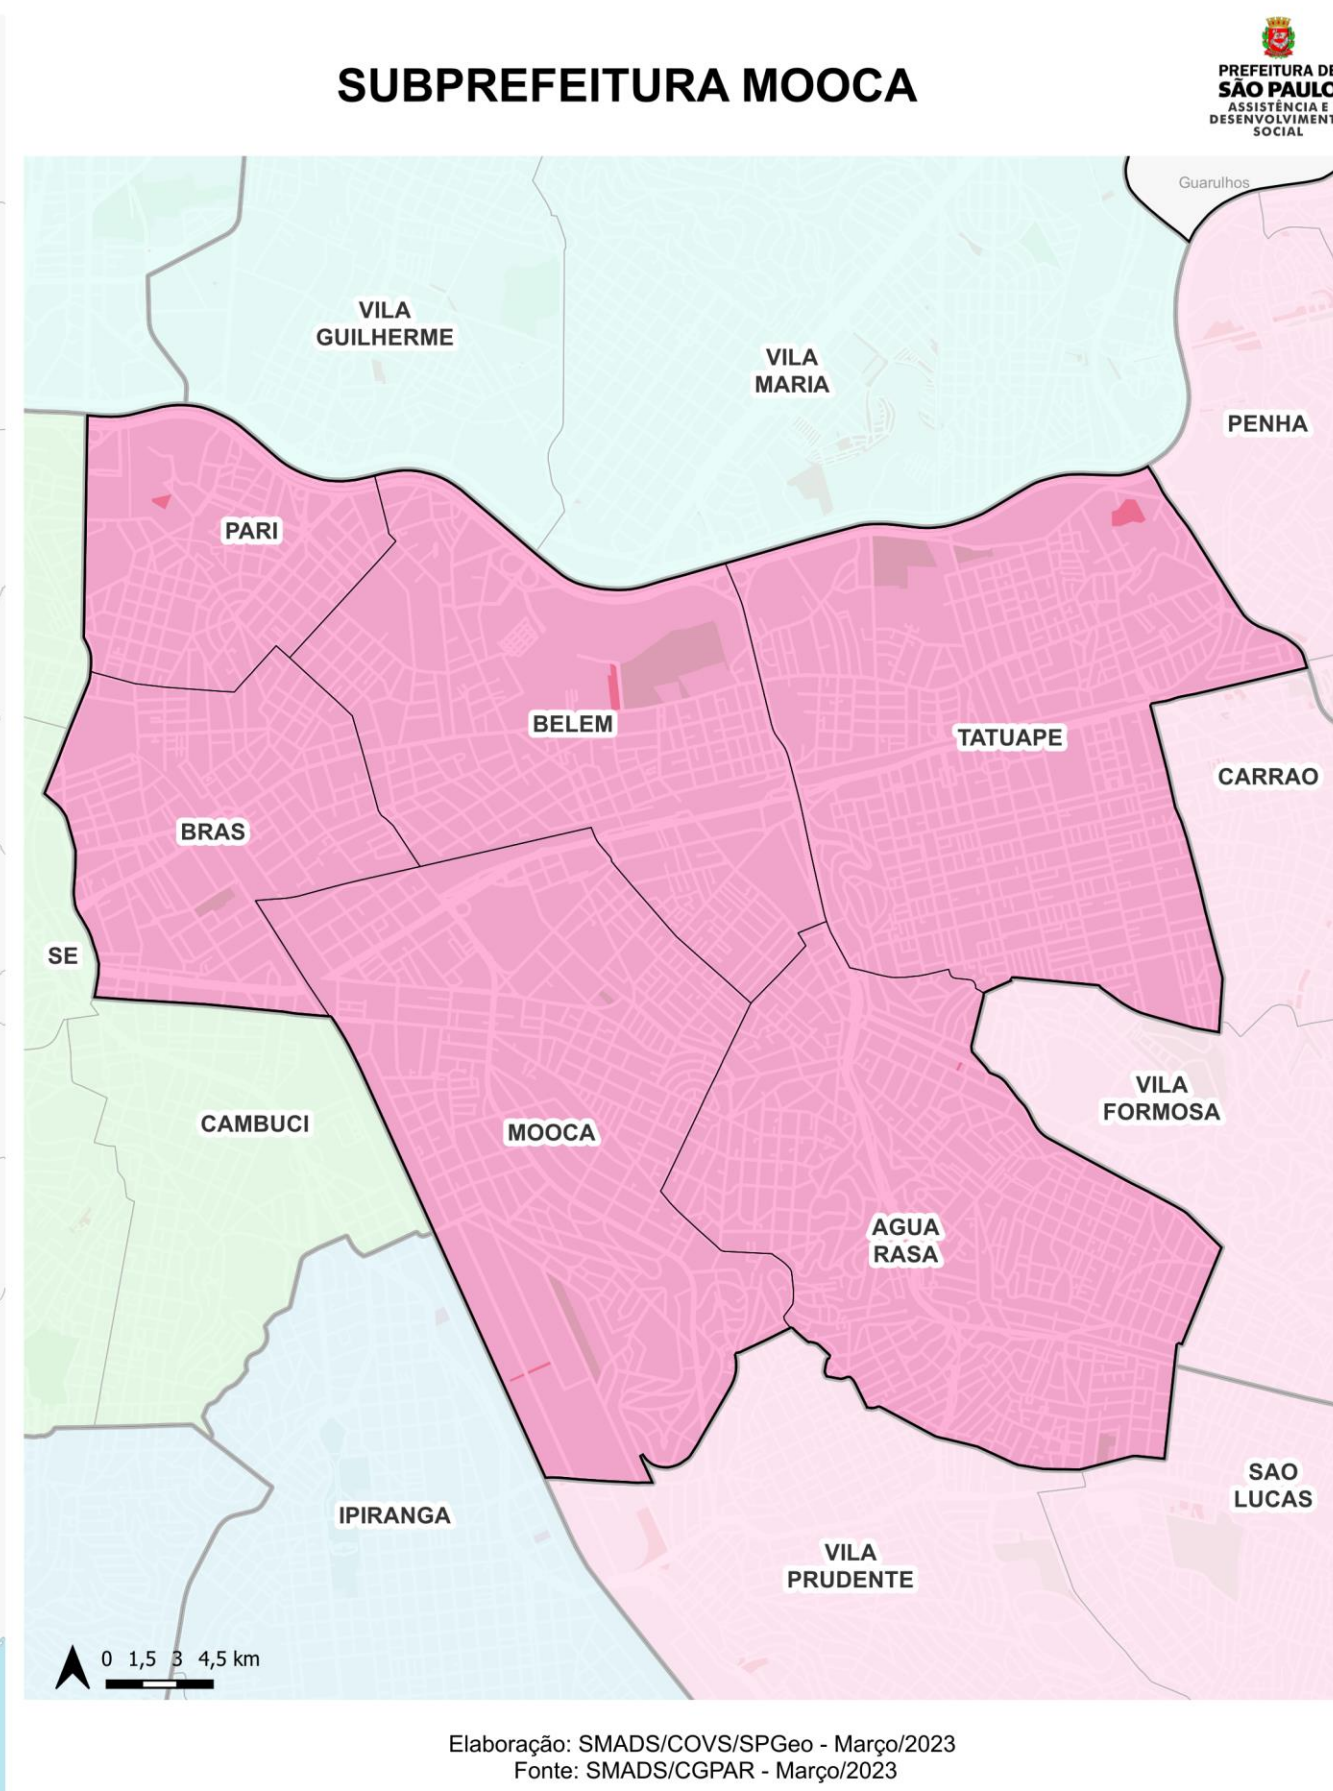 SUBPREFEITURA MOOCA
PREFEITURA DE
SÃO PAULO
ASSISTÊNCIA E
DESENVOLVIMENT
SOCIAL
Guarulhos
VILA
GUILHERME
VILA
MARIA
PENHA
PARI
BELEM
TATUAPE
CARRAO
BRAS
SE
CAMBUCI
MOOCA
VILA
FORMOSA
AGUA
RASA
IPIRANGA
SAO
LUCAS
VILA
PRUDENTE
0 1,5 3 4,5 km
Elaboração: SMADS/COVS/SPGeo - Março/2023
Fonte: SMADS/CGPAR - Março/2023